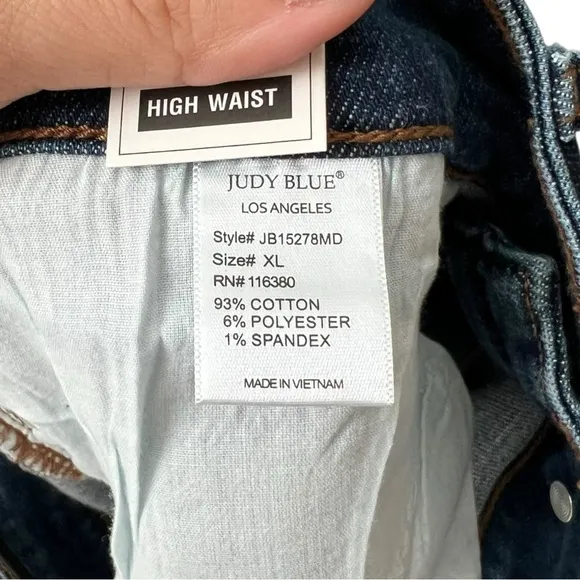 HIGH WAIST
JUDY BLUE®
LOS ANGELES
Style# JB15278MD
Size# XL
RN# 116380
93% COTTON
6% POLYESTER
1% SPANDEX
MADE IN VIETNAM